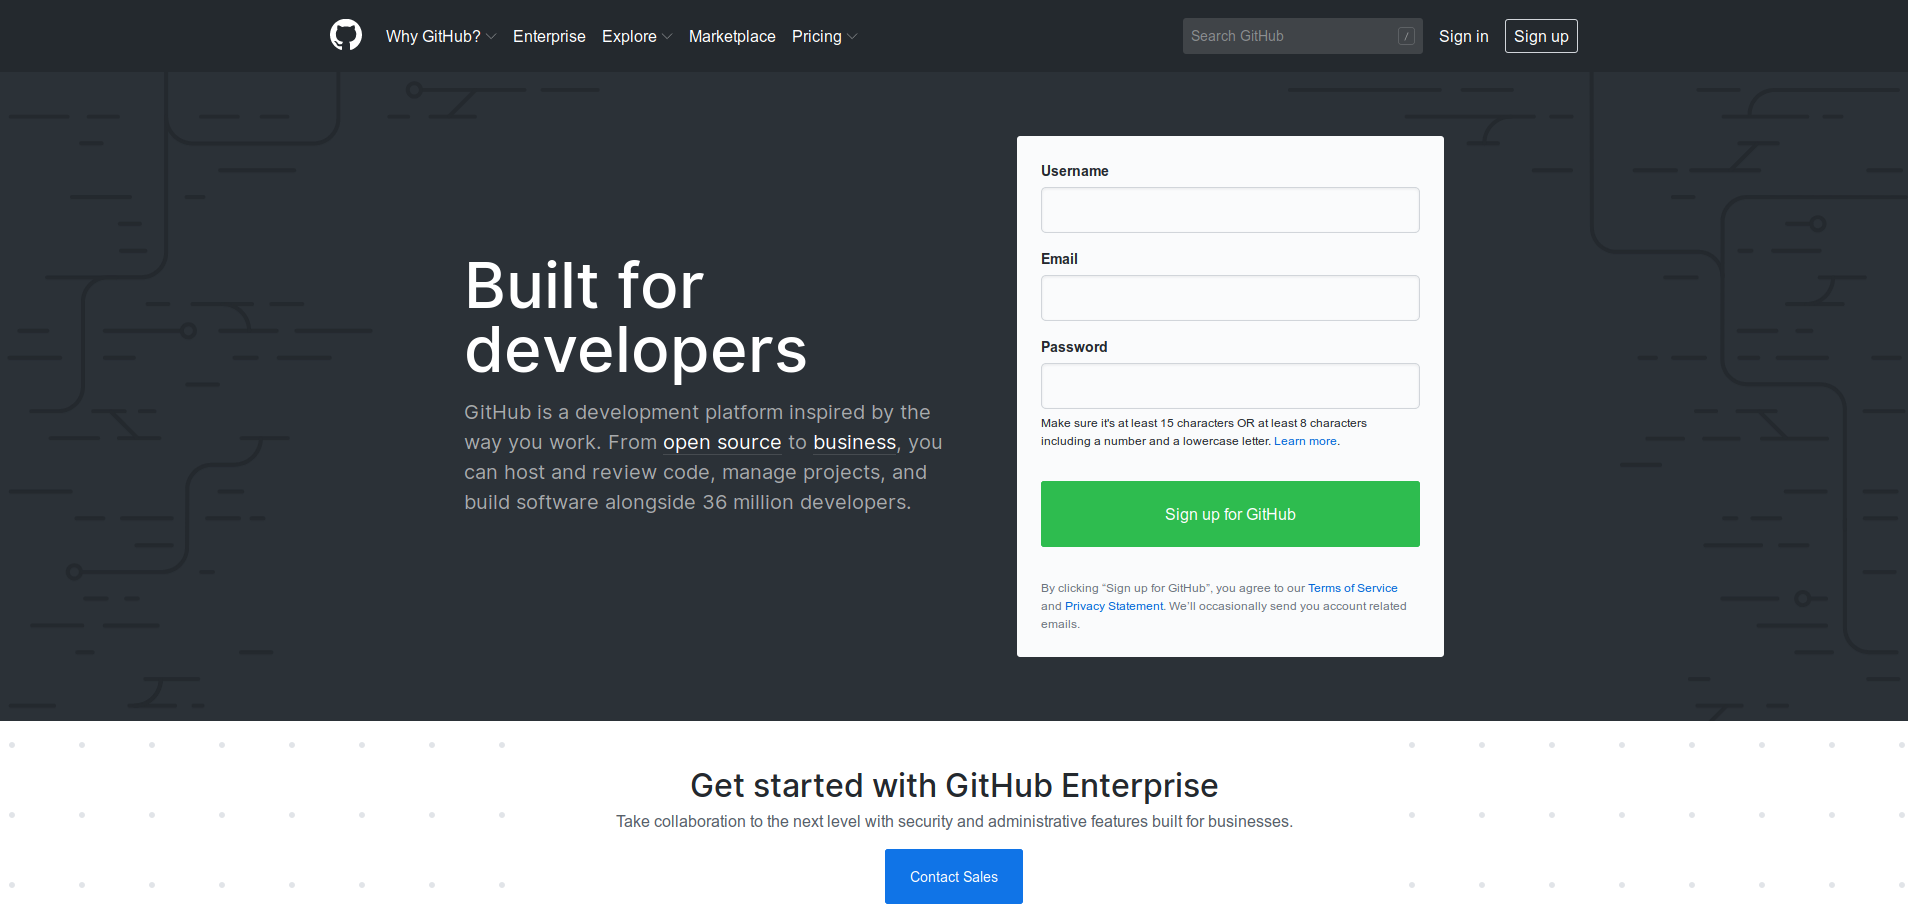 Why GitHub? Enterprise Explore Marketplace Pricing Search GitHub / Sign in Sign up
Built for
developers
GitHub is a development platform inspired by the
way you work. From open source to business, you
can host and review code, manage projects, and
build software alongside 36 million developers.
Username
Email
Password
Make sure it's at least 15 characters OR at least 8 characters
including a number and a lowercase letter. Learn more.
Sign up for GitHub
By clicking “Sign up for GitHub”, you agree to our Terms of Service
and Privacy Statement. We’ll occasionally send you account related
emails.
Get started with GitHub Enterprise
Take collaboration to the next level with security and administrative features built for businesses.
Contact Sales